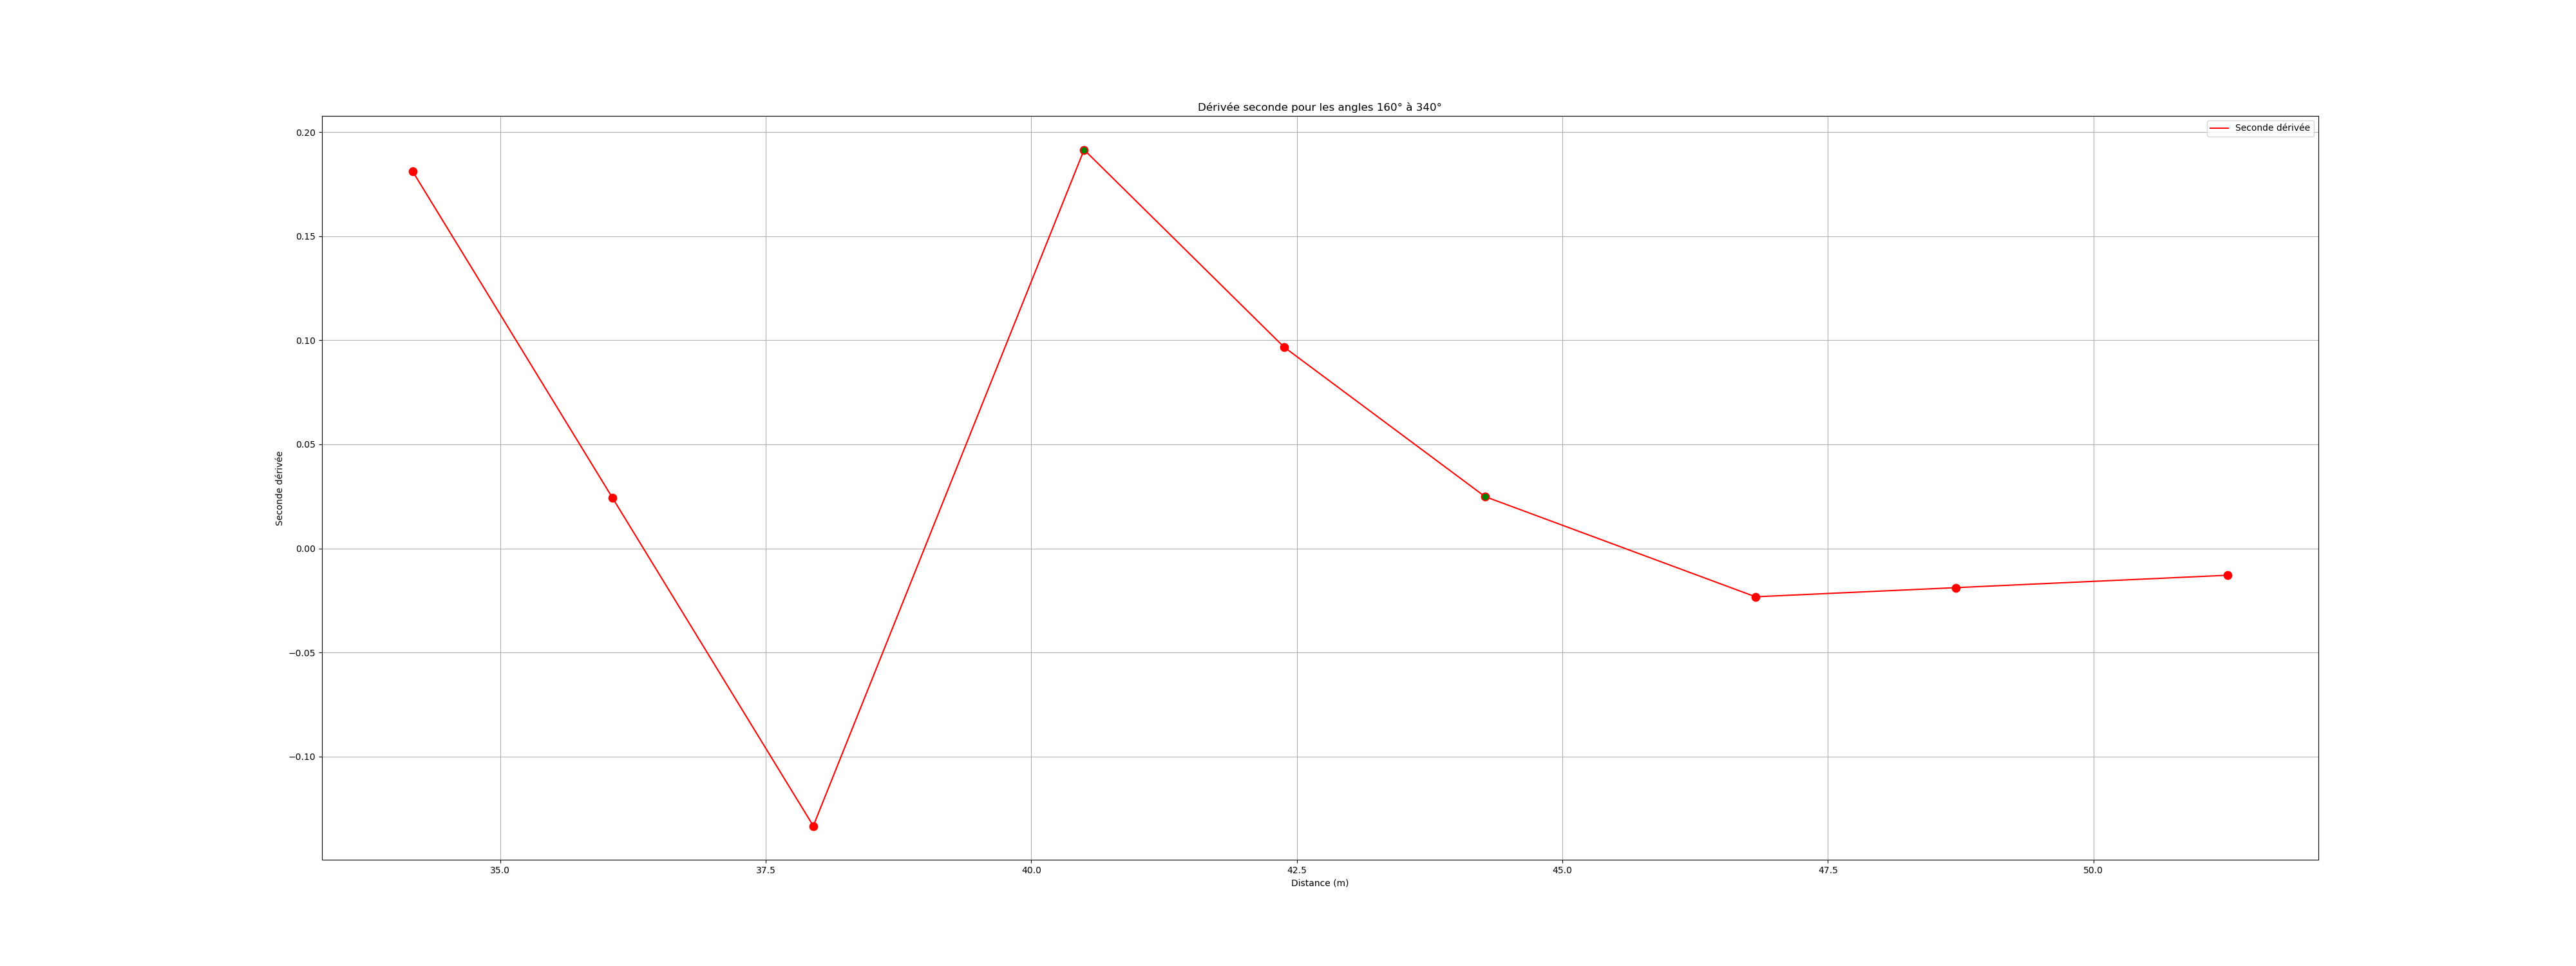 Dérivée seconde pour les angles 160° à 340°
Seconde dérivée
0.20
0.15
0.10
0.05
0.00
−0.05
−0.10
Seconde dérivée
35.0 37.5 40.0 42.5 45.0 47.5 50.0
Distance (m)